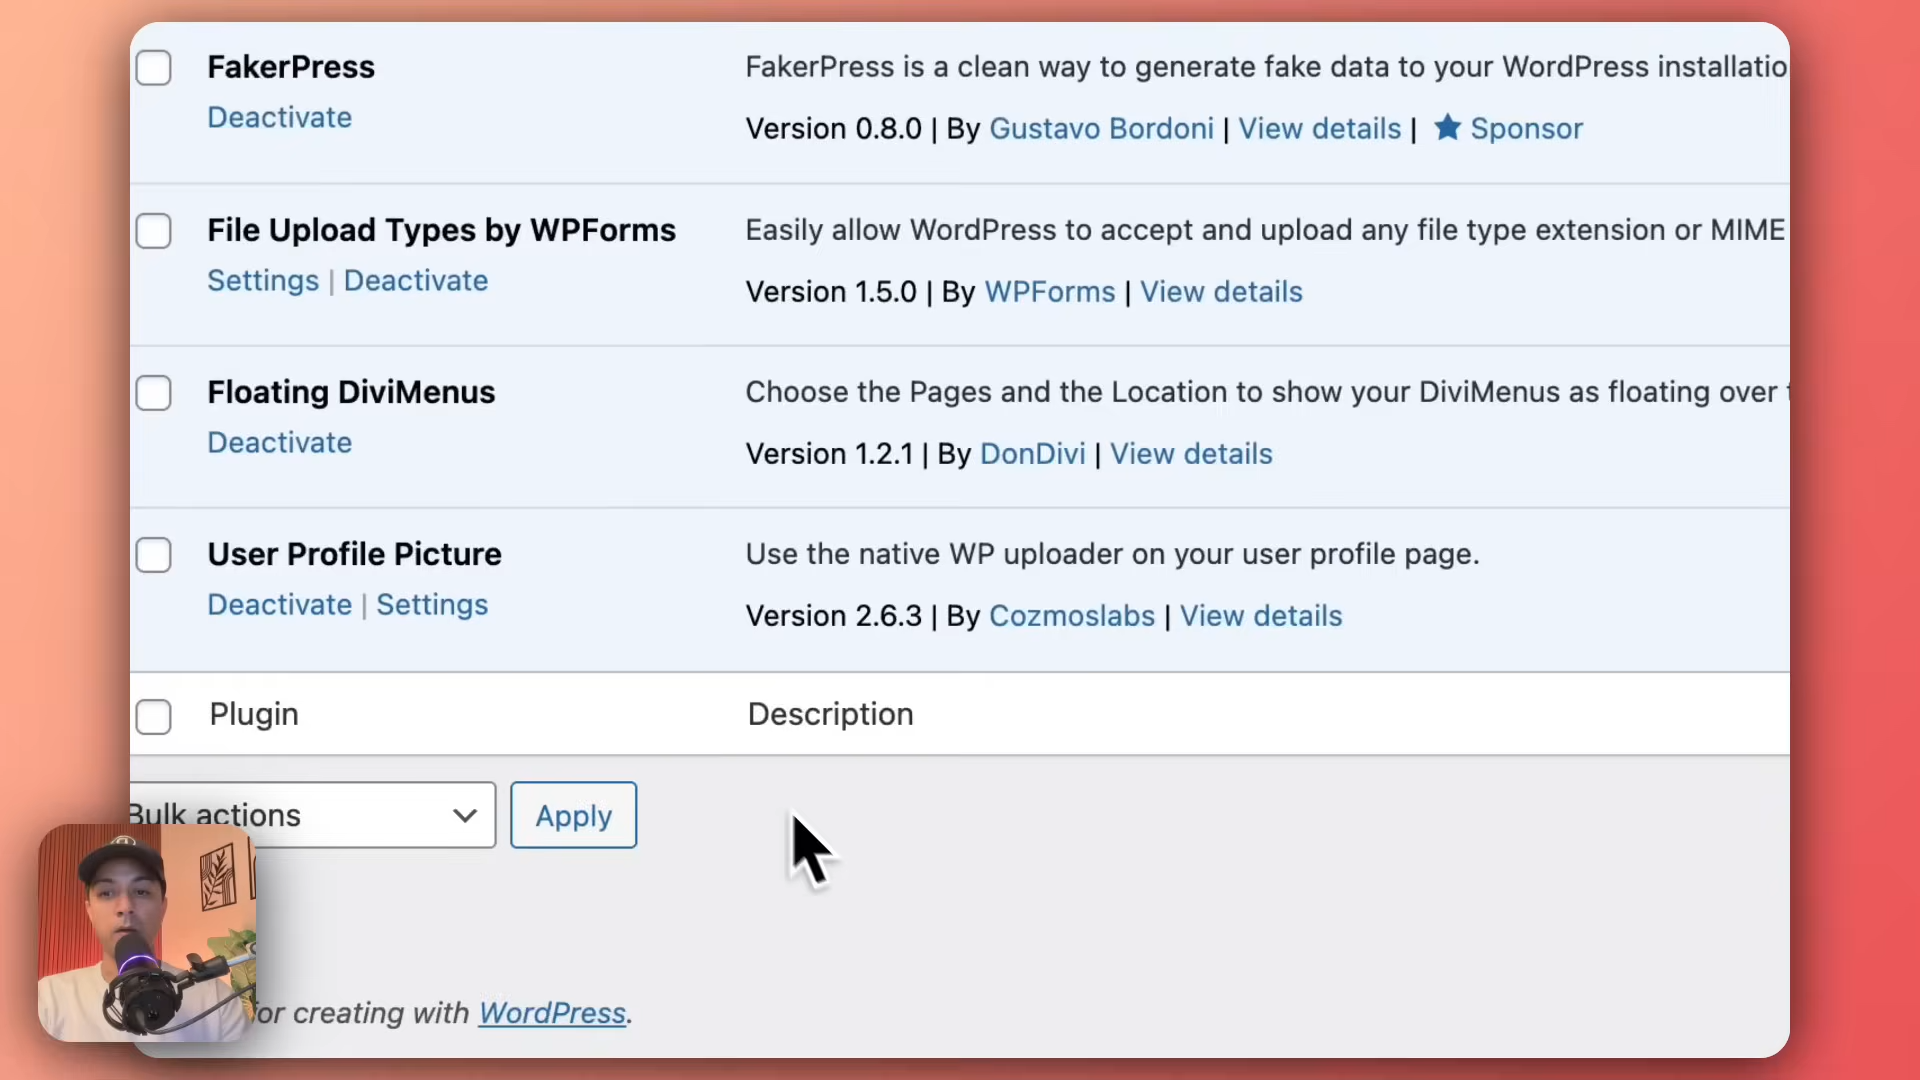 FakerPress
FakerPress is a clean way to generate fake data to your WordPress installatio
Deactivate
Version 0.8.0 | By Gustavo Bordoni | View details | ★ Sponsor
File Upload Types by WPForms
Easily allow WordPress to accept and upload any file type extension or MIME
Settings | Deactivate
Version 1.5.0 | By WPForms | View details
Floating DiviMenus
Choose the Pages and the Location to show your DiviMenus as floating over
Deactivate
Version 1.2.1 | By DonDivi | View details
User Profile Picture
Use the native WP uploader on your user profile page.
Deactivate | Settings
Version 2.6.3 | By Cozmoslabs | View details
Plugin
Description
Bulk actions
Apply
or creating with WordPress.